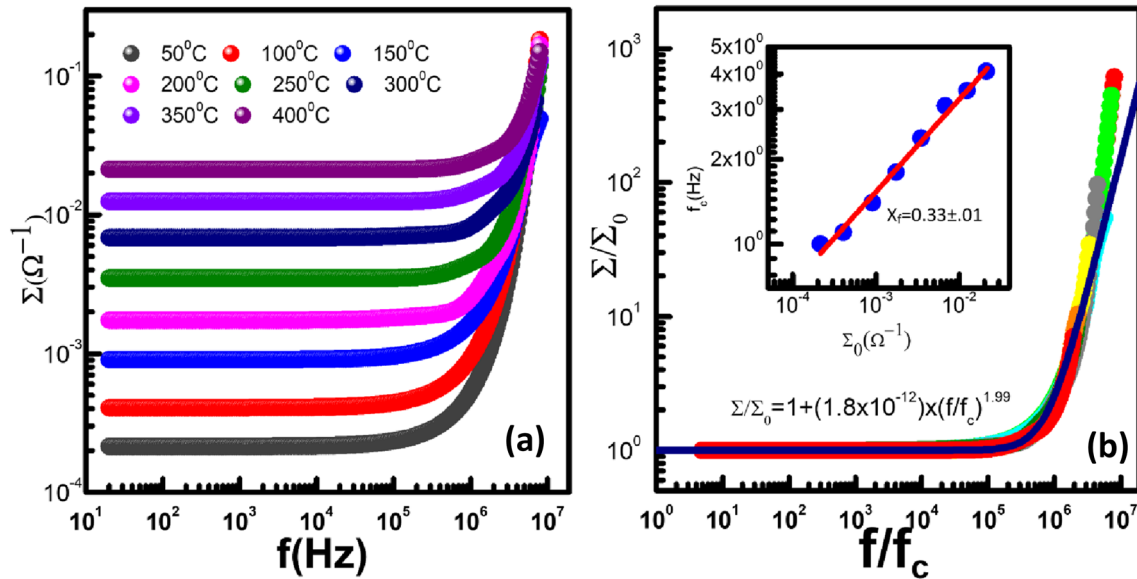 50⁰C 100⁰C 150⁰C
200⁰C 250⁰C 300⁰C
350⁰C 400⁰C
10⁻¹
10⁻²
10⁻³
10⁻⁴
Σ(Ω⁻¹)
(a)
10¹ 10² 10³ 10⁴ 10⁵ 10⁶ 10⁷
f(Hz)
10³
10²
10¹
10⁰
Σ/Σ₀
5x10⁰
4x10⁰
3x10⁰
2x10⁰
10⁰
f_c(Hz)
X_f=0.33±.01
10⁻⁴ 10⁻³ 10⁻²
Σ₀(Ω⁻¹)
Σ/Σ₀=1+(1.8x10⁻¹²)x(f/f_c)¹·⁹⁹
(b)
10⁰ 10¹ 10² 10³ 10⁴ 10⁵ 10⁶ 10⁷
f/f_c